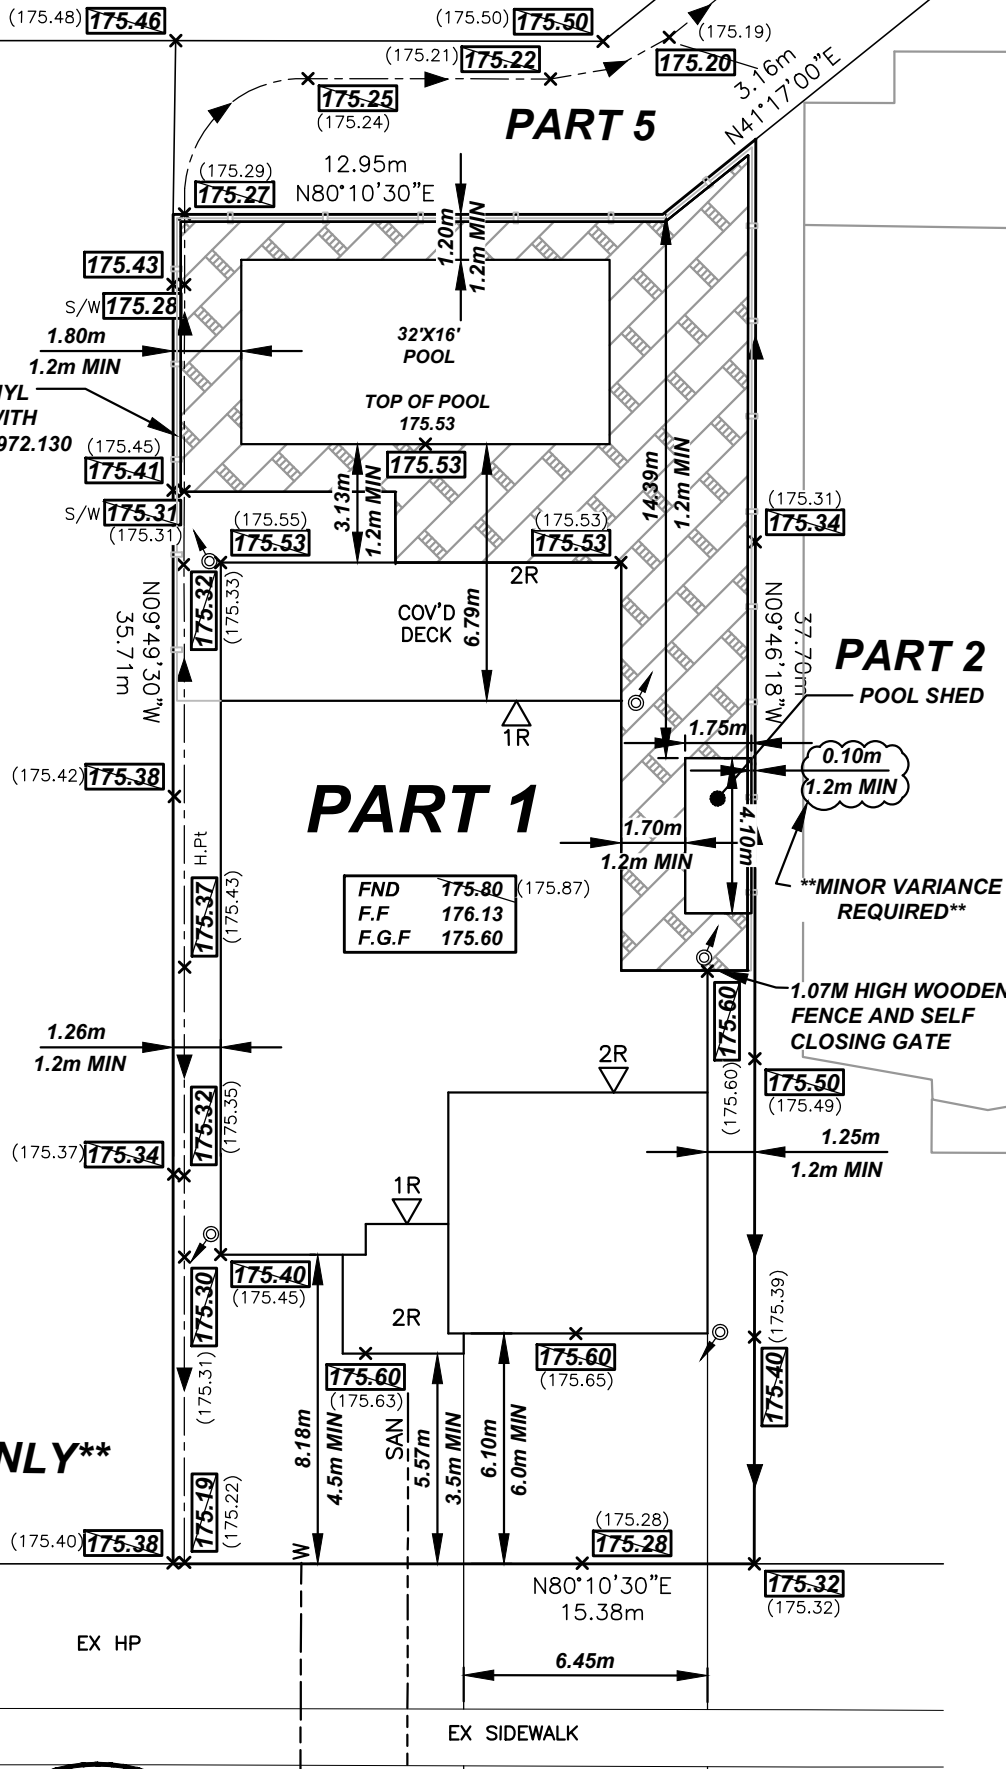 (175.48) 175.46
(175.50) 175.50
(175.21) 175.22
(175.19)
175.20
3.16m
N41°17'00"E
175.25
(175.24)
PART 5
(175.29)
175.27
12.95m
N80°10'30"E
1.20m
1.2m MIN
175.43
S/W 175.28
1.80m
1.2m MIN
32'X16'
POOL
TOP OF POOL
175.53
175.53
YL
WITH
972.130
(175.45)
175.41
S/W 175.31
(175.31)
3.13m
1.2m MIN
14.39m
1.2m MIN
(175.31)
175.34
(175.55)
175.53
(175.53)
175.53
2R
175.32
(175.33)
COV'D
DECK
6.79m
N09°49'30"W
35.71m
N09°46'18"W
37.70m
PART 2
POOL SHED
1R
1.75m
0.10m
1.2m MIN
(175.42) 175.38
PART 1
1.70m
1.2m MIN
4.10m
H.Pt
175.37
(175.43)
FND 175.80 (175.87)
F.F 176.13
F.G.F 175.60
**MINOR VARIANCE
REQUIRED**
1.07M HIGH WOODEN
FENCE AND SELF
CLOSING GATE
175.60
(175.60)
1.26m
1.2m MIN
2R
175.50
(175.49)
175.32
(175.35)
(175.37) 175.34
1.25m
1.2m MIN
1R
175.40
(175.45)
175.30
(175.31)
2R
175.60
(175.63)
175.60
(175.65)
(175.39)
175.40
NLY**
8.18m
4.5m MIN
SAN
5.57m
3.5m MIN
6.10m
6.0m MIN
175.19
(175.22)
(175.40) 175.38
W
(175.28)
175.28
N80°10'30"E
15.38m
175.32
(175.32)
EX HP
6.45m
EX SIDEWALK